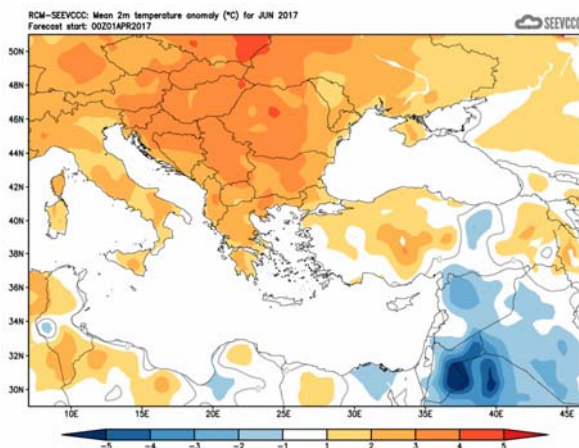 RCM-SEEVCCC: Mean 2m temperature anomaly (°C) for JUN 2017
Forecast start: 00Z01APR2017
SEEVCCC
50N
48N
46N
44N
42N
40N
38N
36N
34N
32N
30N
10E 15E 20E 25E 30E 35E 40E 45E
-5 -4 -3 -2 -1 1 2 3 4 5